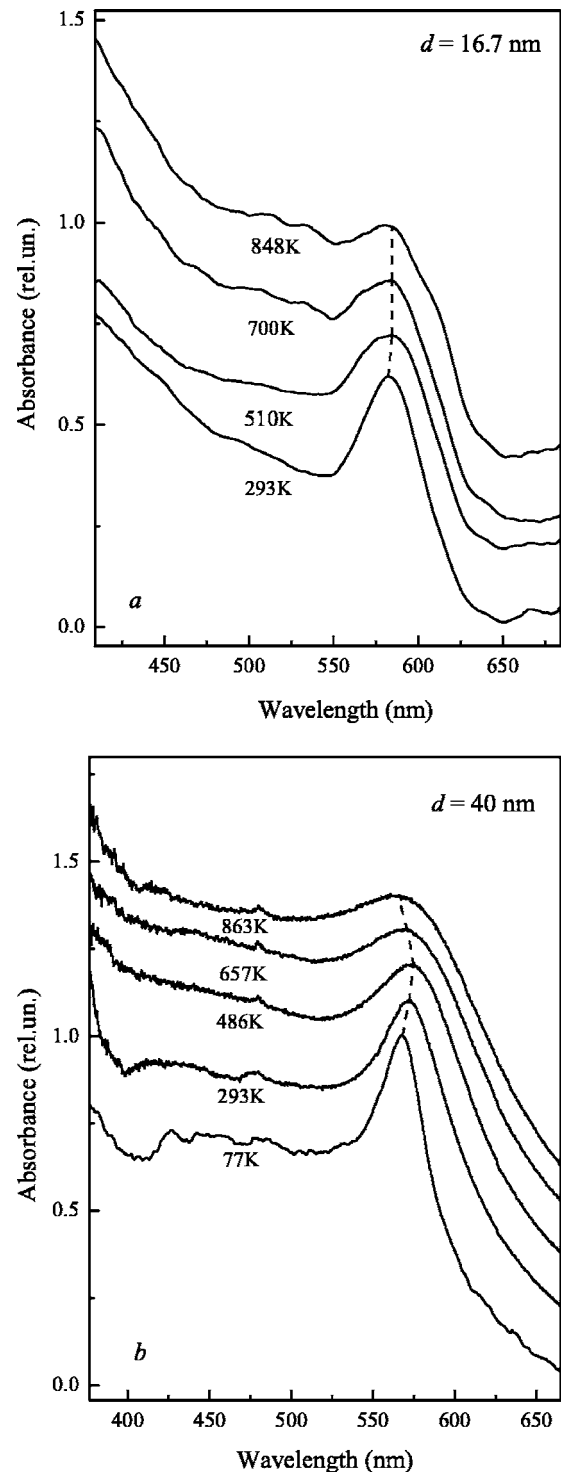 1.5
d = 16.7 nm
1.0
848K
700K
0.5
510K
293K
a
0.0
450 500 550 600 650
Absorbance (rel.un.)
Wavelength (nm)
d = 40 nm
1.5
863K
657K
486K
1.0
293K
77K
0.5
b
0.0
400 450 500 550 600 650
Absorbance (rel.un.)
Wavelength (nm)